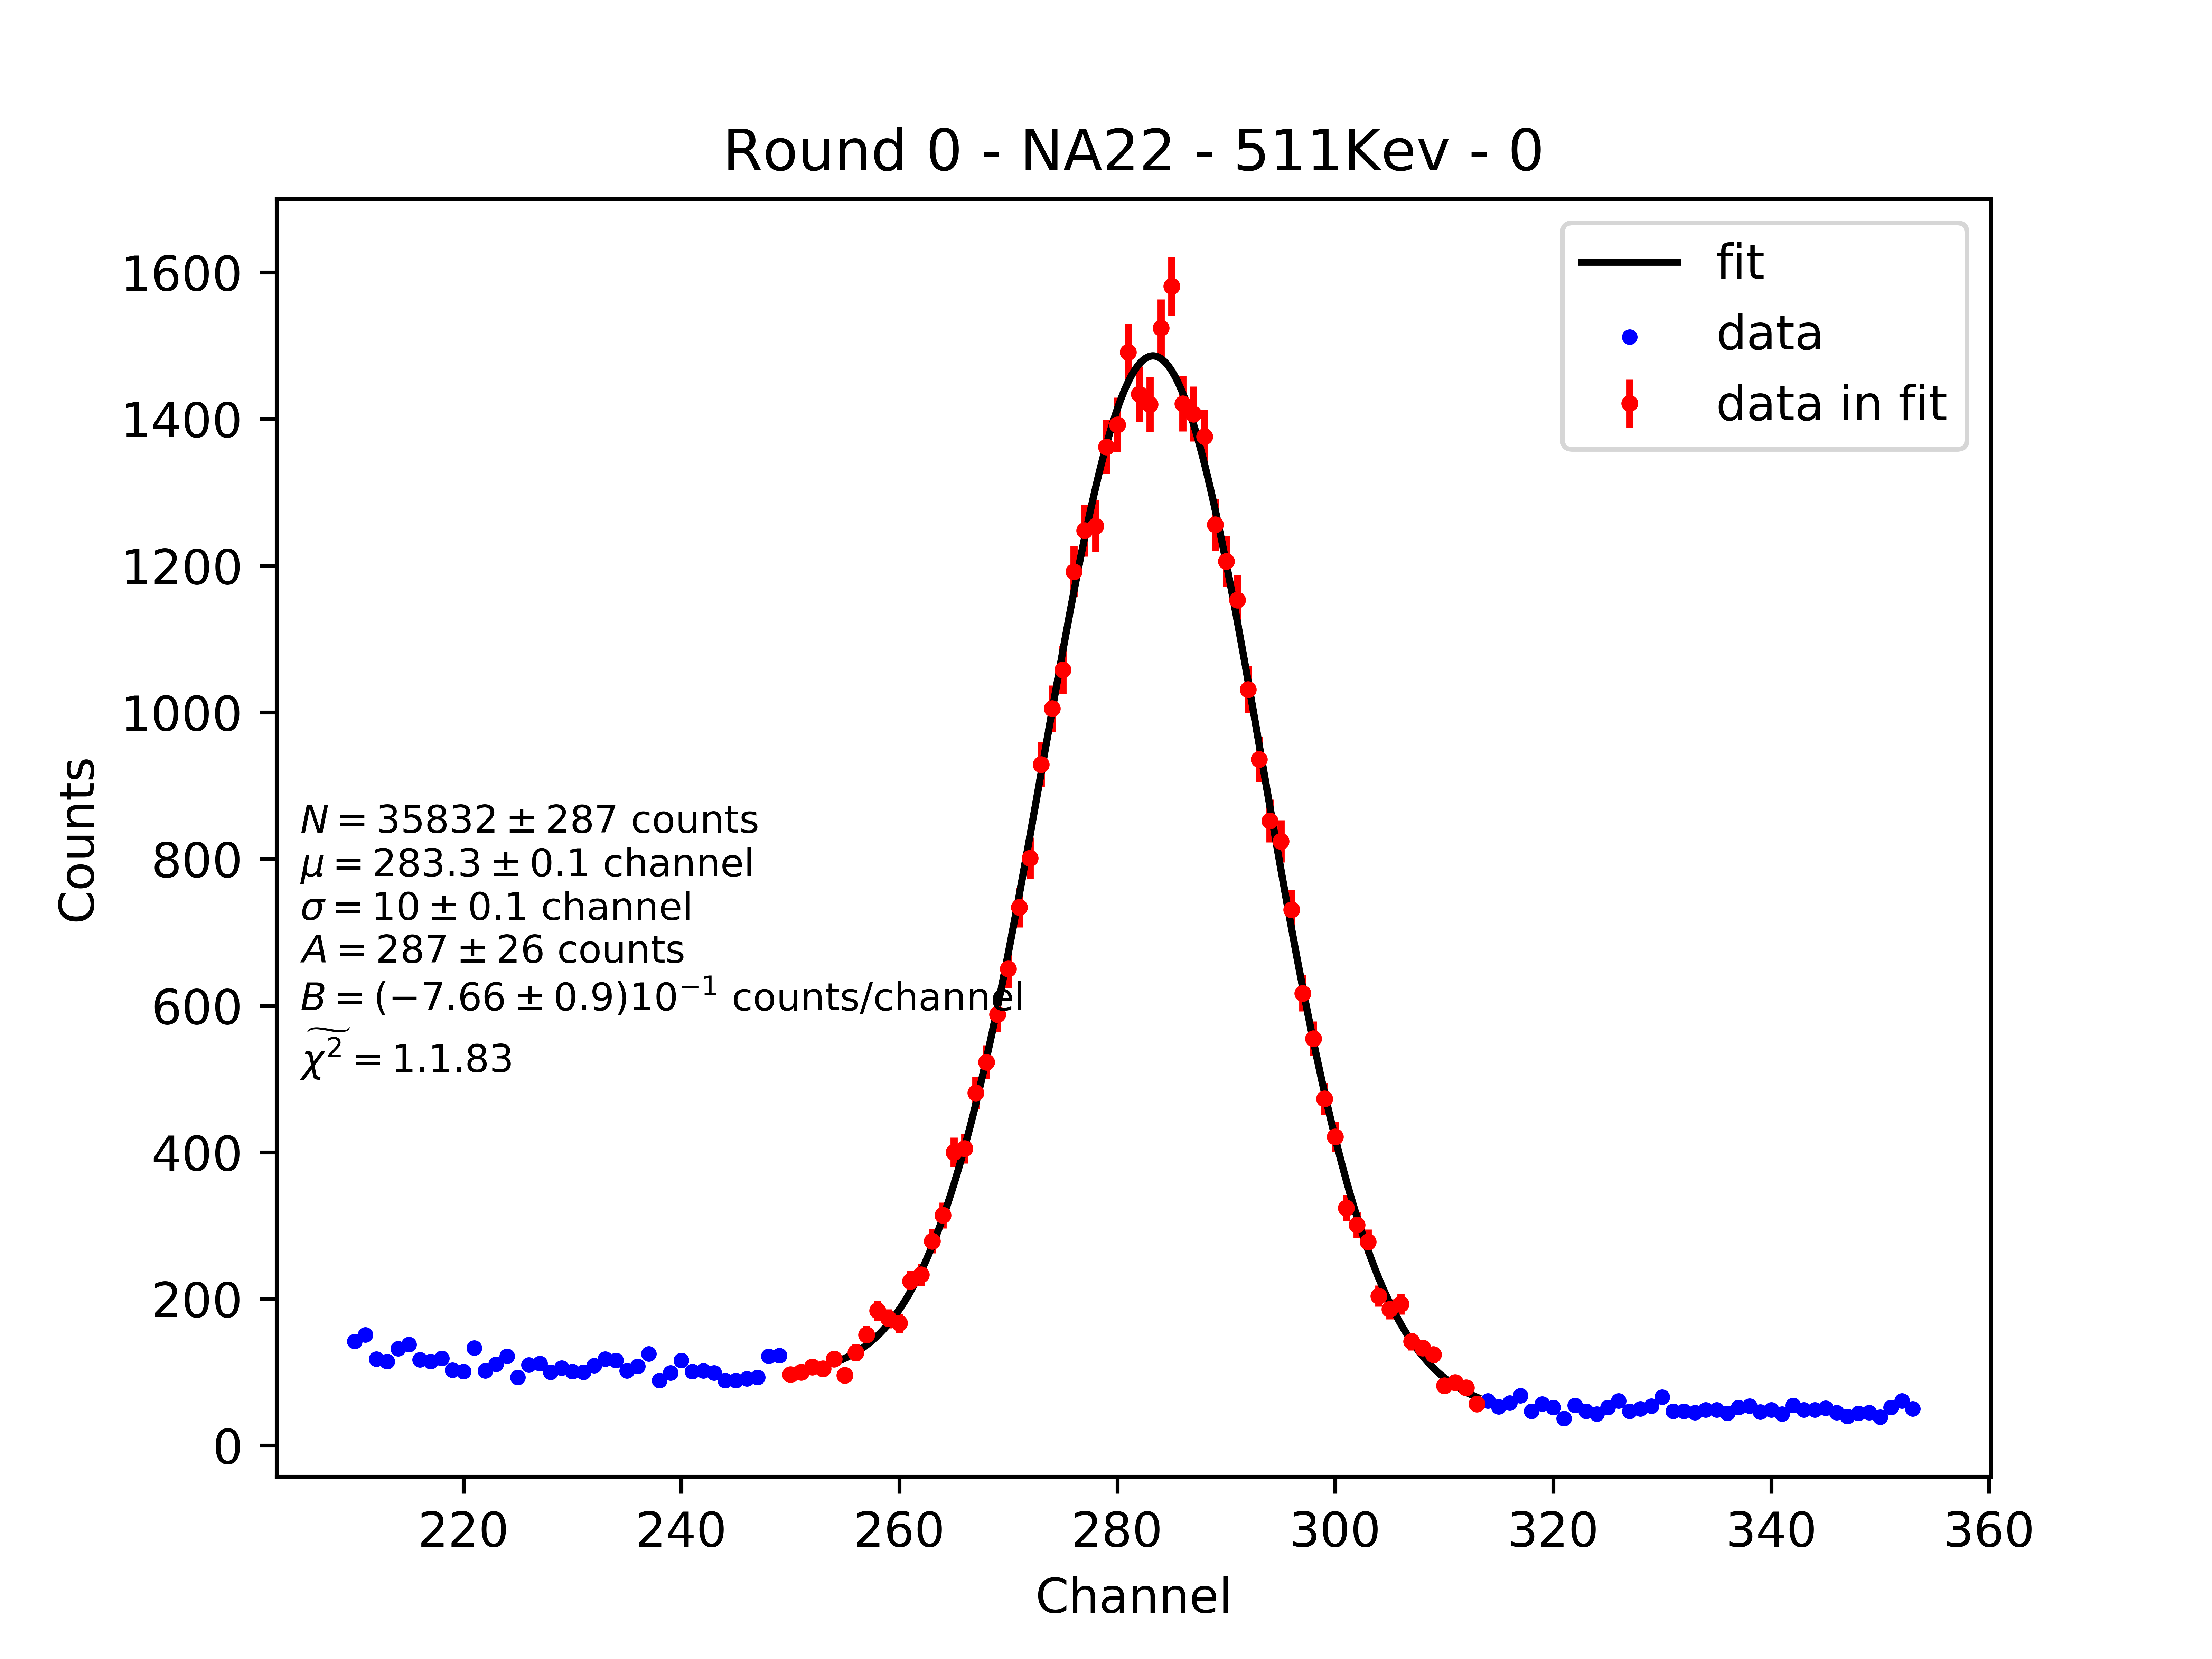 Round 0 - NA22 - 511Kev - 0
fit
data
data in fit
1600
1400
1200
1000
800
600
400
200
0
Counts
N = 35832 ± 287 counts
μ = 283.3 ± 0.1 channel
σ = 10 ± 0.1 channel
A = 287 ± 26 counts
B = (−7.66 ± 0.9)10⁻¹ counts/channel
χ̃² = 1.1.83
220 240 260 280 300 320 340 360
Channel